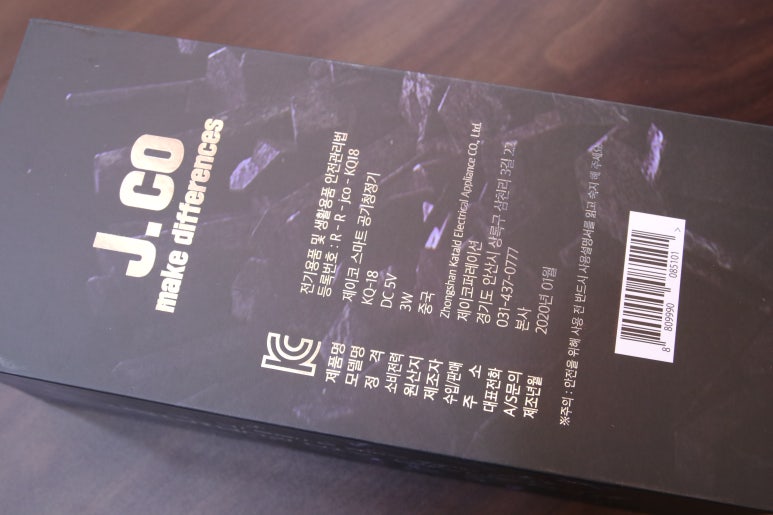 J.CO
make differences
전기용품 및 생활용품 안전관리법
등록번호 : R - R - jco - KQ18
제품명 제이코 스마트 공기청정기
모델명 KQ-18
정 격 DC 5V
소비전력 3W
원산지 중국
제조자 Zhongshan Katald Electrical Appliance CO., Ltd.
수입/판매 제이코퍼레이션
주 소 경기도 안산시 상록구 삼천리 3길
대표전화 031-437-0777
A/S문의 본사
제조년월 2020년 01월
※주의 : 안전을 위해 사용 전 반드시 사용설명서를 읽고 숙지 해 주세요.
8 809990 085101 >